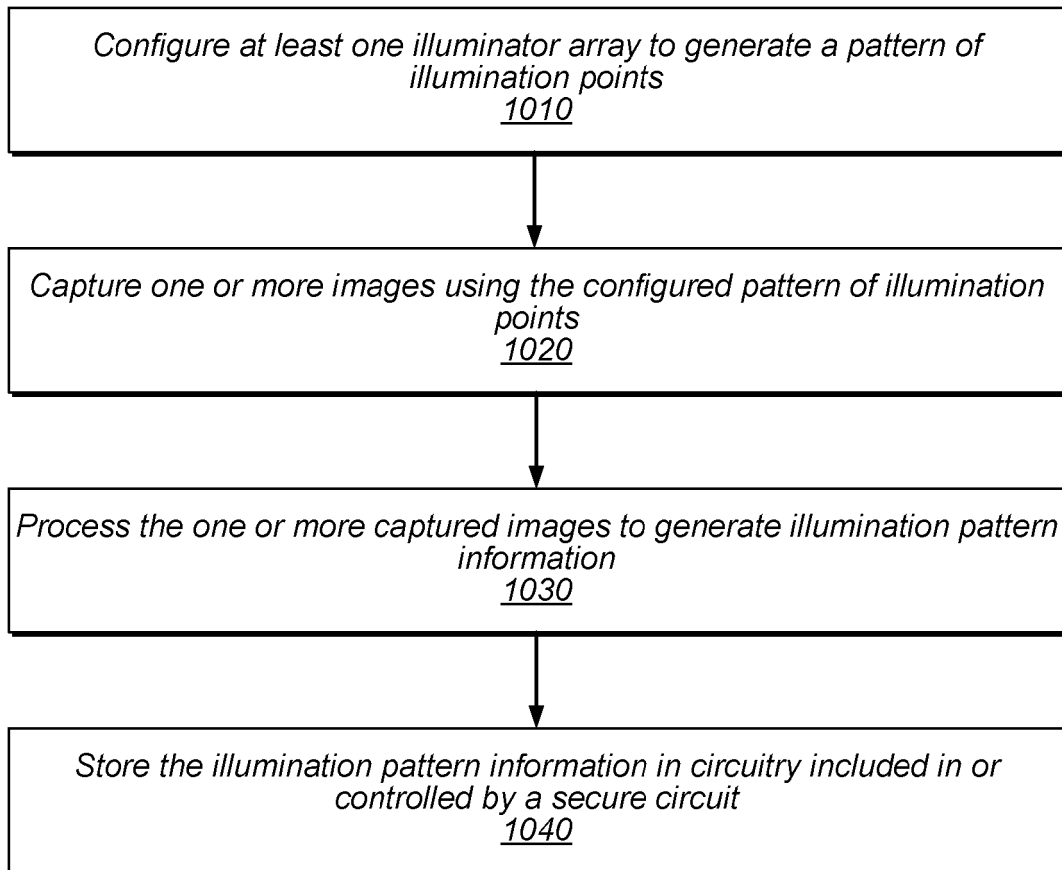 Configure at least one illuminator array to generate a pattern of
illumination points
1010
Capture one or more images using the configured pattern of illumination
points
1020
Process the one or more captured images to generate illumination pattern
information
1030
Store the illumination pattern information in circuitry included in or
controlled by a secure circuit
1040